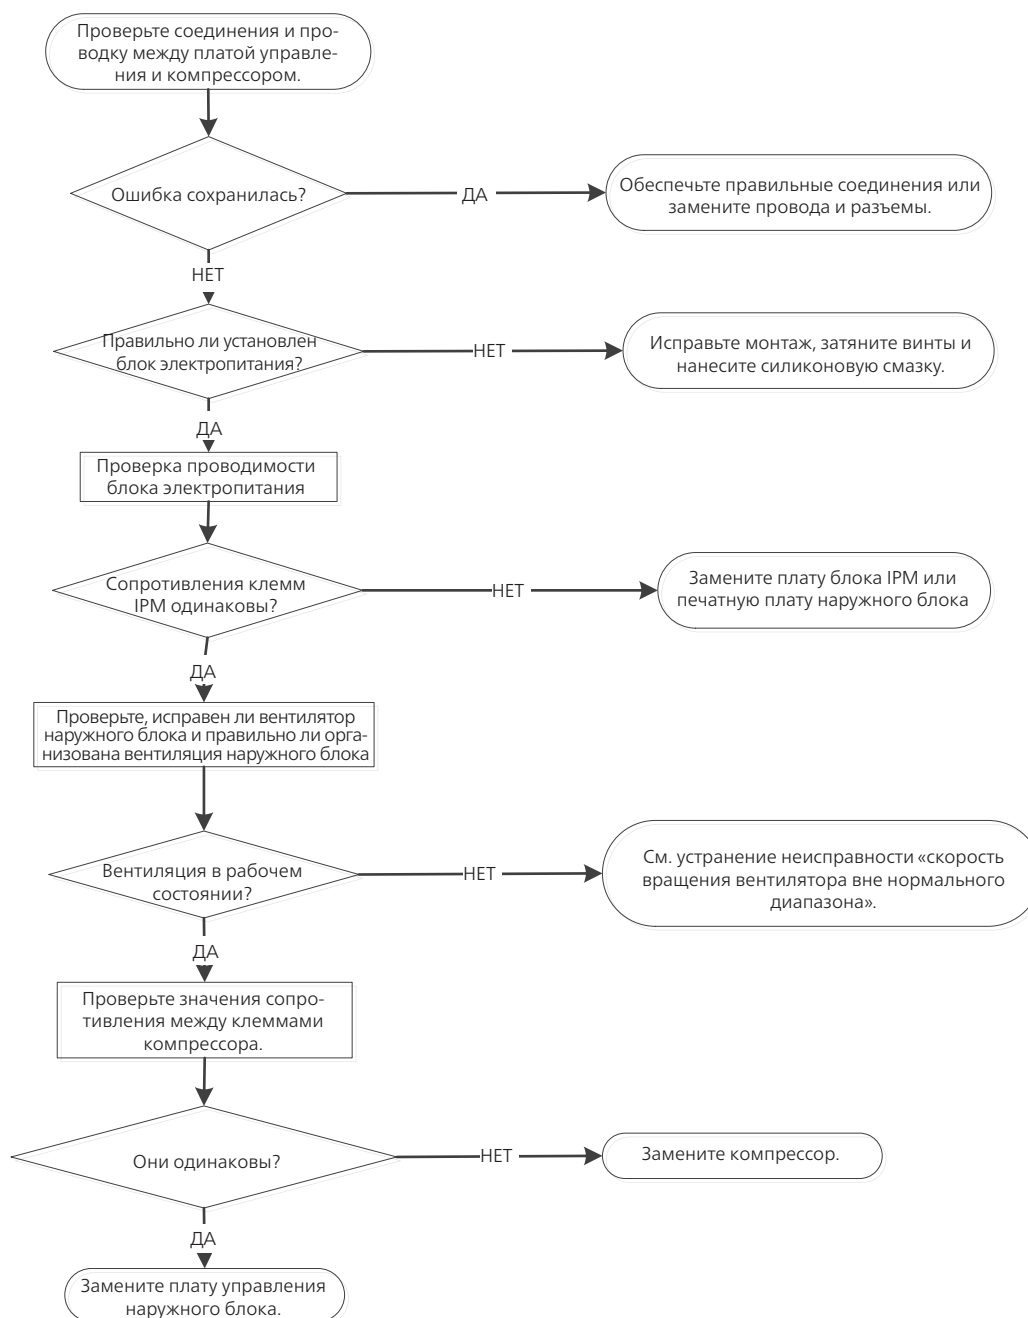 Проверьте соединения и про-
водку между платой управле-
ния и компрессором.
Ошибка сохранилась?
ДА
Обеспечьте правильные соединения или
замените провода и разъемы.
НЕТ
Правильно ли установлен
блок электропитания?
НЕТ
Исправьте монтаж, затяните винты и
нанесите силиконовую смазку.
ДА
Проверка проводимости
блока электропитания
Сопротивления клемм
IPM одинаковы?
НЕТ
Замените плату блока IPM или
печатную плату наружного блока
ДА
Проверьте, исправен ли вентилятор
наружного блока и правильно ли орга-
низована вентиляция наружного блока
Вентиляция в рабочем
состоянии?
НЕТ
См. устранение неисправности «скорость
вращения вентилятора вне нормального
диапазона».
ДА
Проверьте значения сопро-
тивления между клеммами
компрессора.
Они одинаковы?
НЕТ
Замените компрессор.
ДА
Замените плату управления
наружного блока.